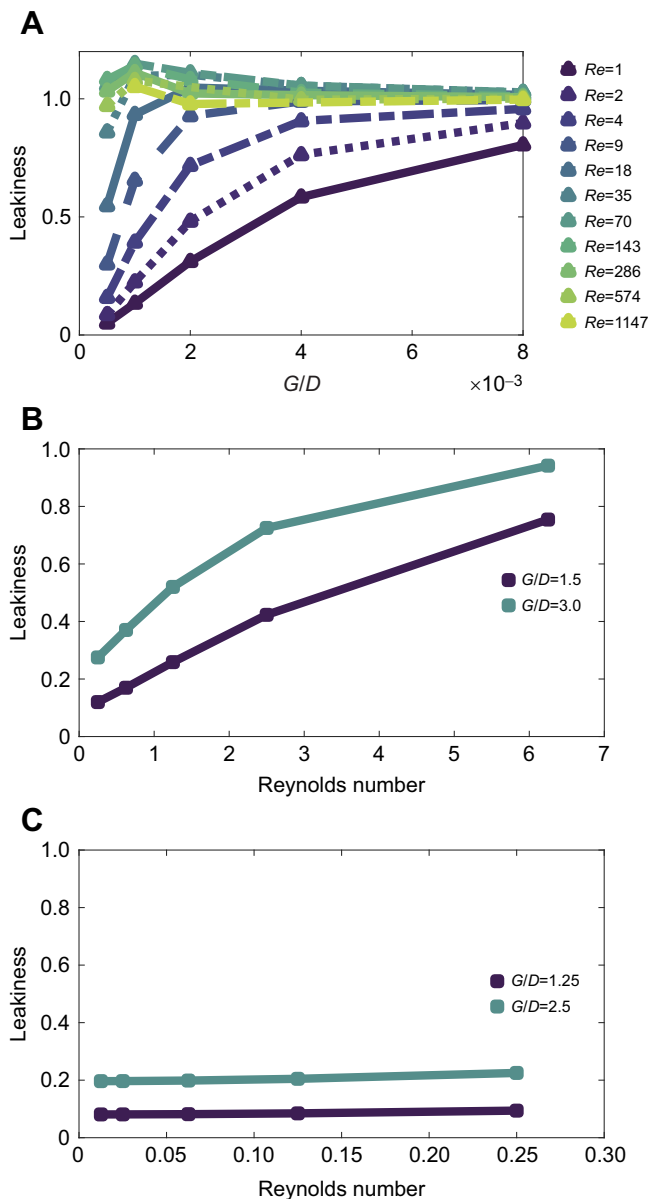 A
1.0
0.5
0
Leakiness
0
2
4
6
8
G/D
×10⁻³
Re=1
Re=2
Re=4
Re=9
Re=18
Re=35
Re=70
Re=143
Re=286
Re=574
Re=1147
B
1.0
0.8
0.6
0.4
0.2
0
Leakiness
G/D=1.5
G/D=3.0
0
1
2
3
4
5
6
7
Reynolds number
C
1.0
0.8
0.6
0.4
0.2
0
Leakiness
G/D=1.25
G/D=2.5
0
0.05
0.10
0.15
0.20
0.25
0.30
Reynolds number